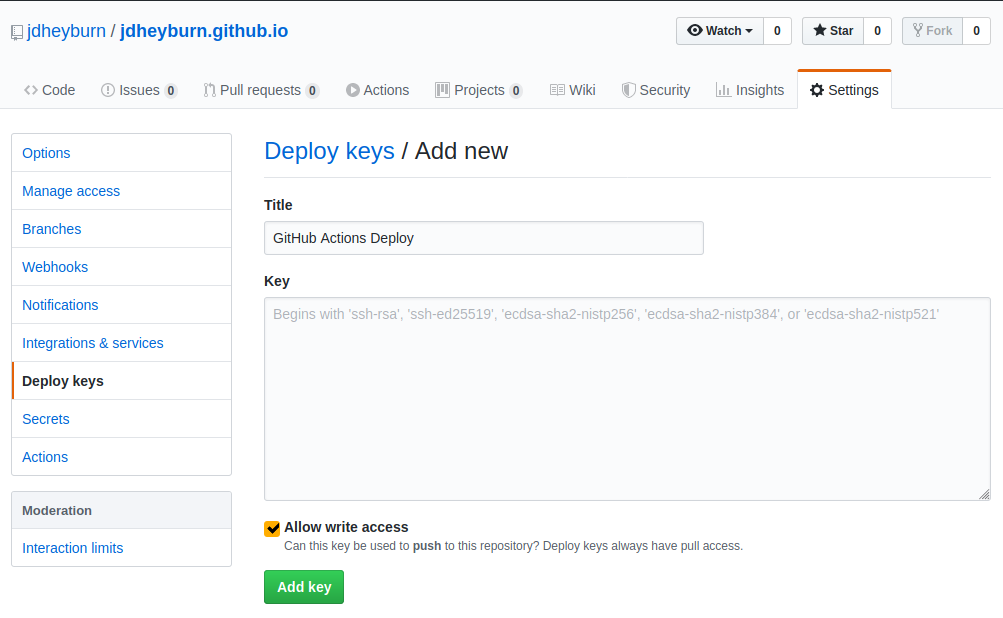 jdheyburn / jdheyburn.github.io
Watch 0 Star 0 Fork 0
Code Issues 0 Pull requests 0 Actions Projects 0 Wiki Security Insights Settings
Options
Manage access
Branches
Webhooks
Notifications
Integrations & services
Deploy keys
Secrets
Actions
Moderation
Interaction limits
Deploy keys / Add new
Title
GitHub Actions Deploy
Key
Begins with 'ssh-rsa', 'ssh-ed25519', 'ecdsa-sha2-nistp256', 'ecdsa-sha2-nistp384', or 'ecdsa-sha2-nistp521'
Allow write access
Can this key be used to push to this repository? Deploy keys always have pull access.
Add key